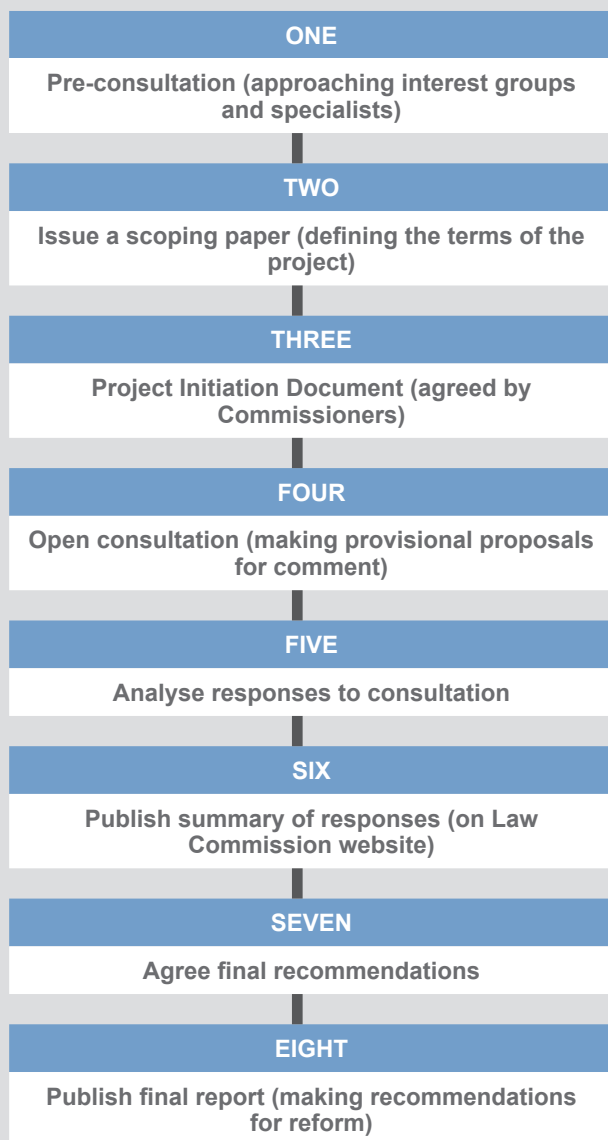 ONE
Pre-consultation (approaching interest groups
and specialists)
TWO
Issue a scoping paper (defining the terms of the
project)
THREE
Project Initiation Document (agreed by
Commissioners)
FOUR
Open consultation (making provisional proposals
for comment)
FIVE
Analyse responses to consultation
SIX
Publish summary of responses (on Law
Commission website)
SEVEN
Agree final recommendations
EIGHT
Publish final report (making recommendations
for reform)